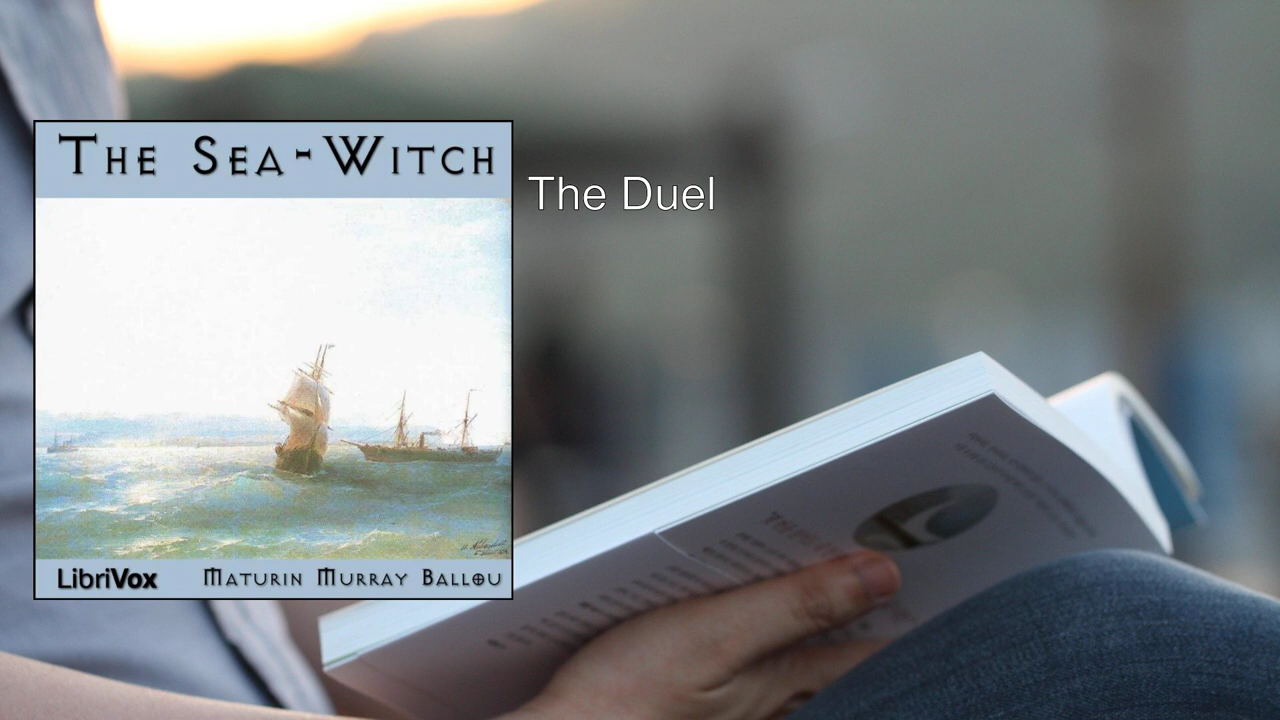 The Sea-Witch
The Duel
LibriVox
Maturin Murray Ballou